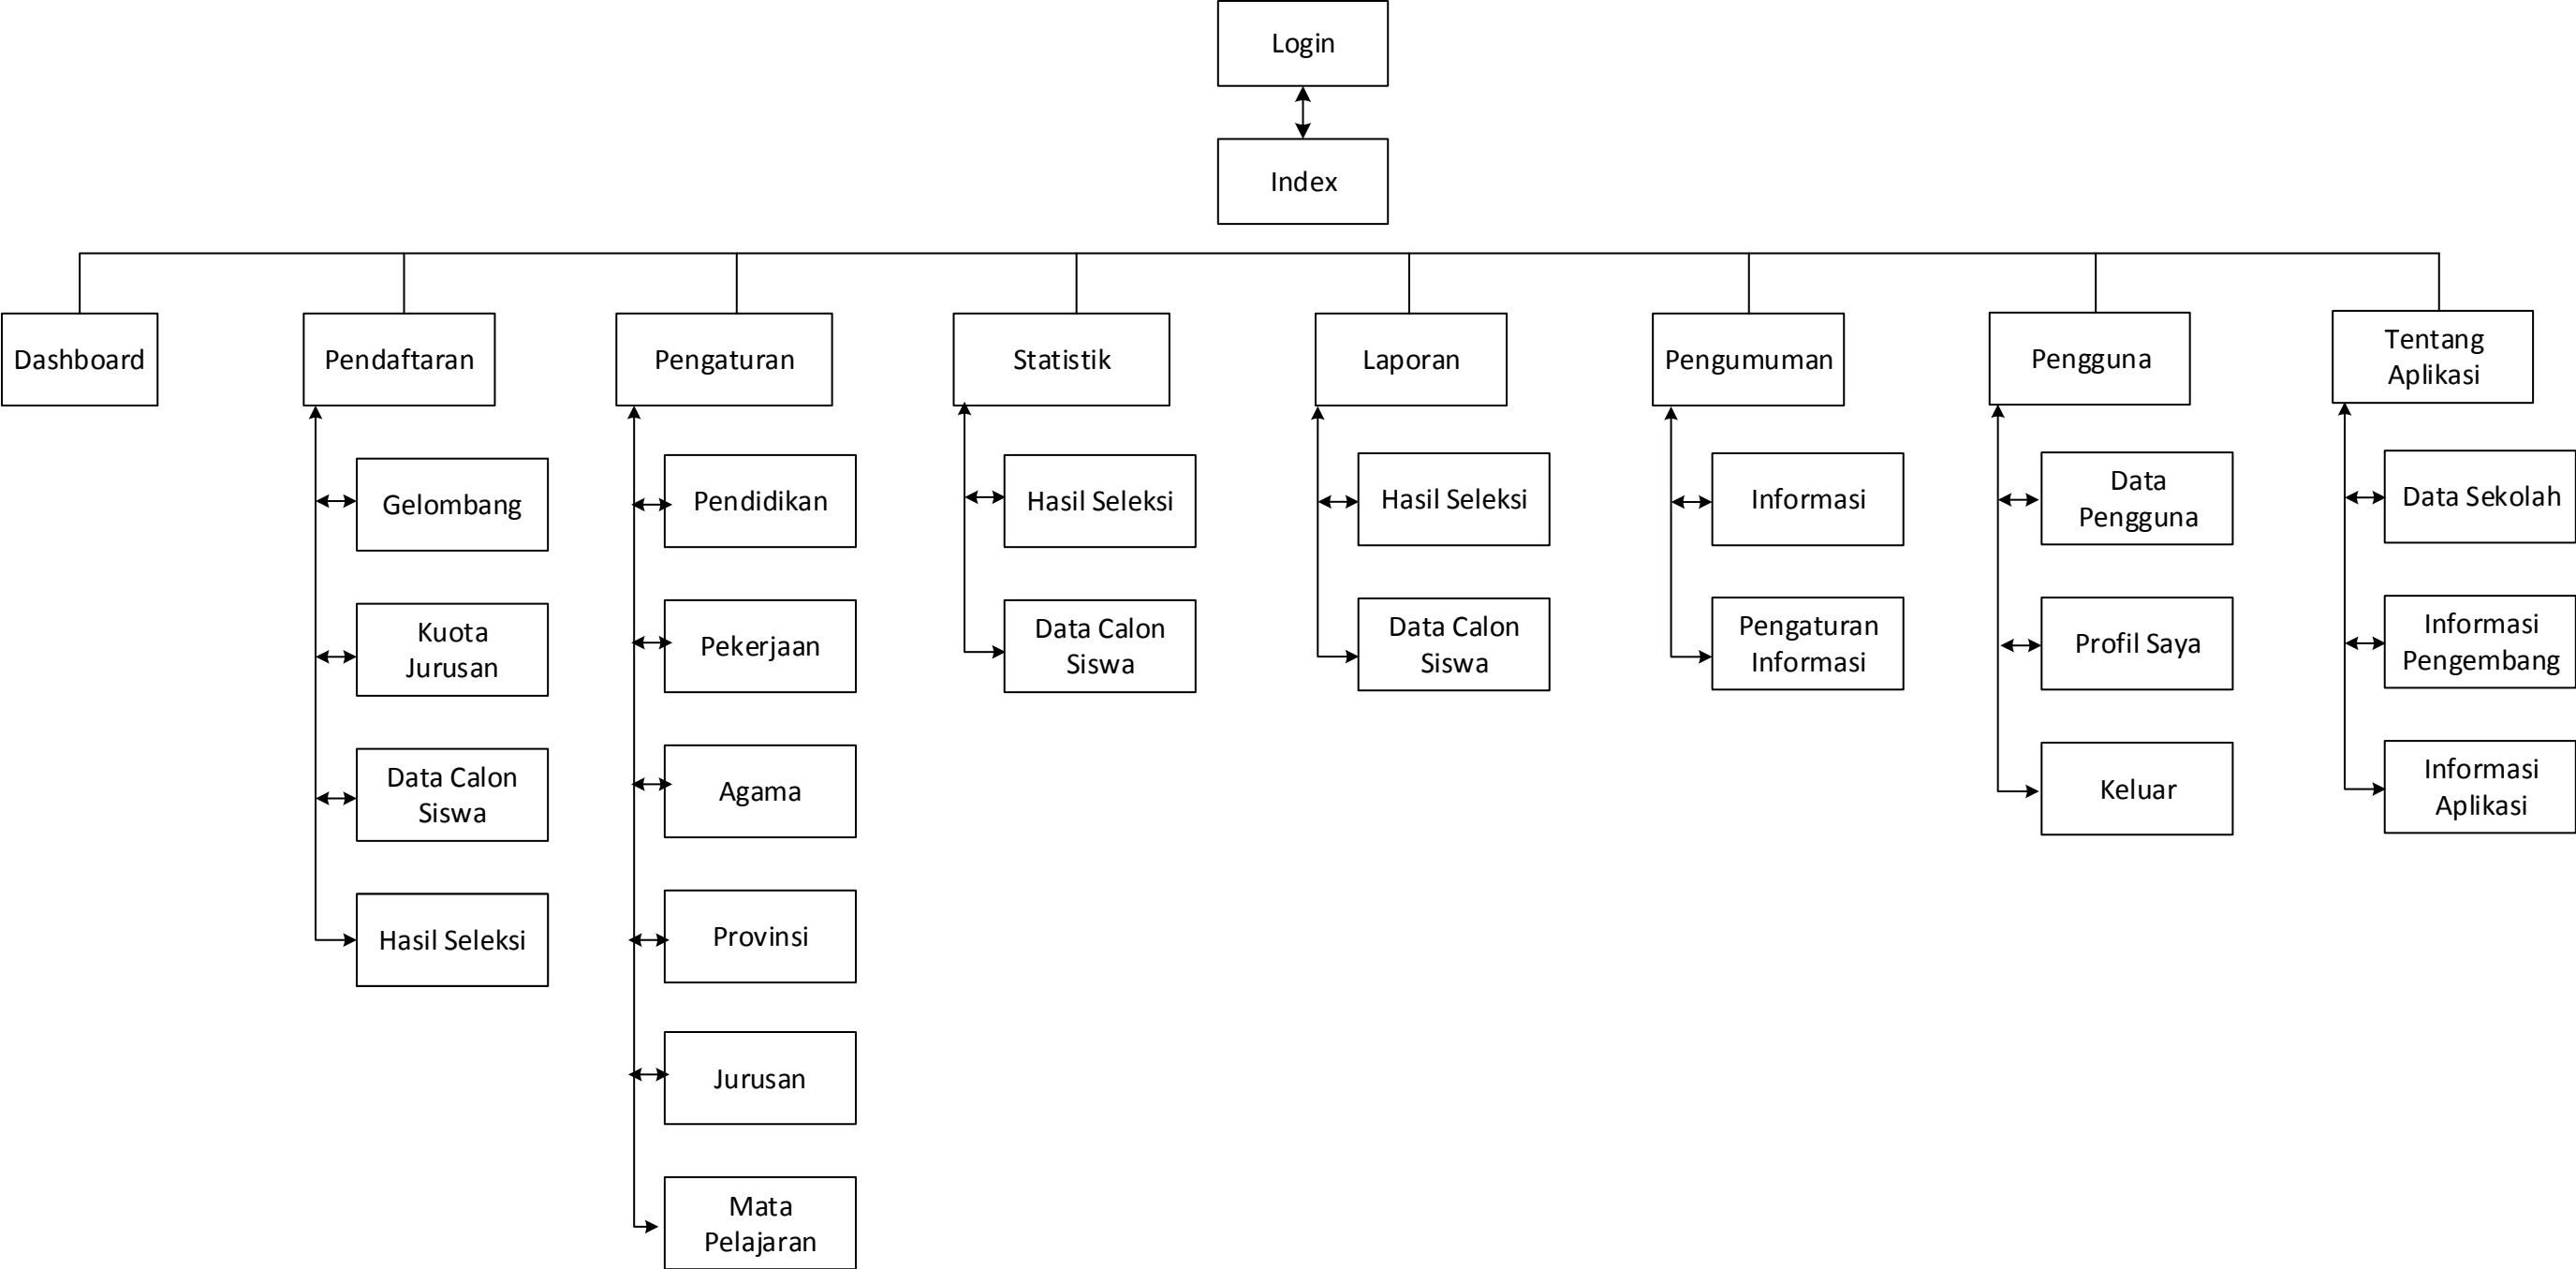 Login
Index
Dashboard
Pendaftaran
Pengaturan
Statistik
Laporan
Pengumuman
Pengguna
Tentang
Aplikasi
Gelombang
Kuota
Jurusan
Data Calon
Siswa
Hasil Seleksi
Pendidikan
Pekerjaan
Agama
Provinsi
Jurusan
Mata
Pelajaran
Hasil Seleksi
Data Calon
Siswa
Hasil Seleksi
Data Calon
Siswa
Informasi
Pengaturan
Informasi
Data
Pengguna
Profil Saya
Keluar
Data Sekolah
Informasi
Pengembang
Informasi
Aplikasi